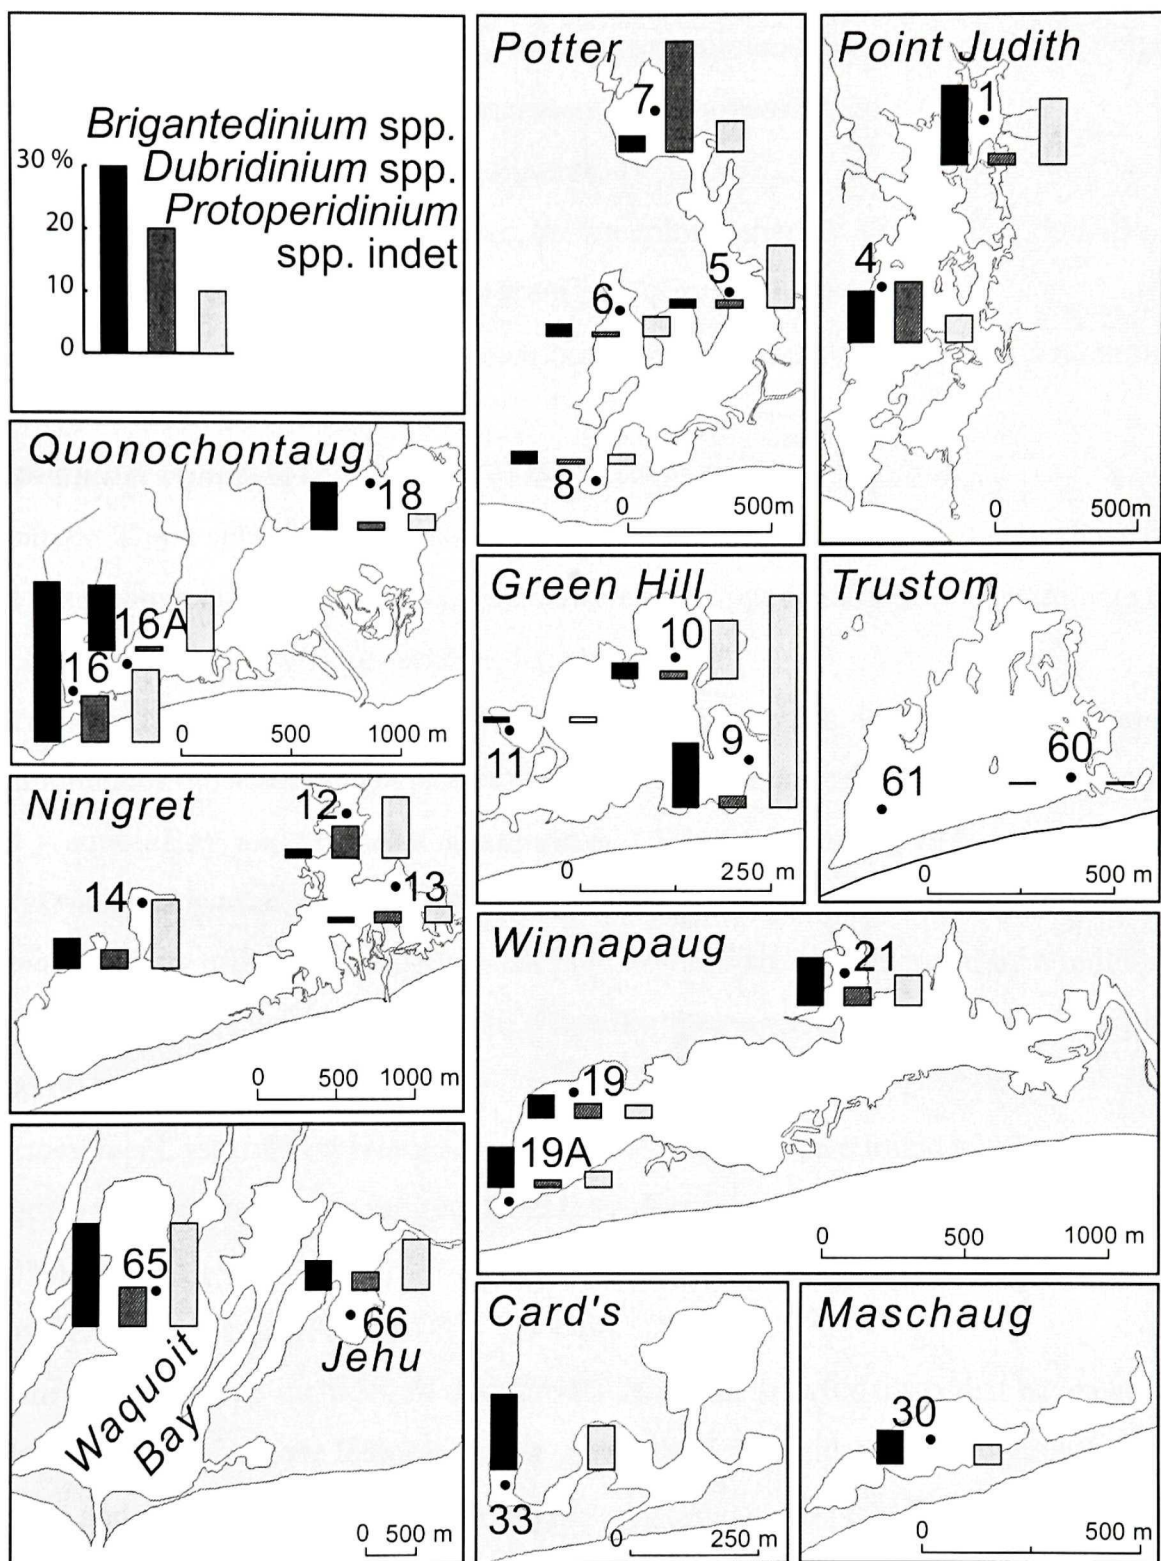 Brigantedinium spp.
30 %
Dubridinium spp.
20
Protoperidinium
spp. indet
10
0
Potter
7
5
6
8
0 500m
Point Judith
1
4
0 500m
Quonochontaug
18
16A
16
0 500 1000 m
Green Hill
10
9
11
0 250 m
Trustom
60
61
0 500 m
Ninigret
12
13
14
0 500 1000 m
Winnapaug
21
19
19A
0 500 1000 m
65
66
Jehu
Waquoit
Bay
0 500 m
Card's
33
0 250 m
Maschaug
30
0 500 m